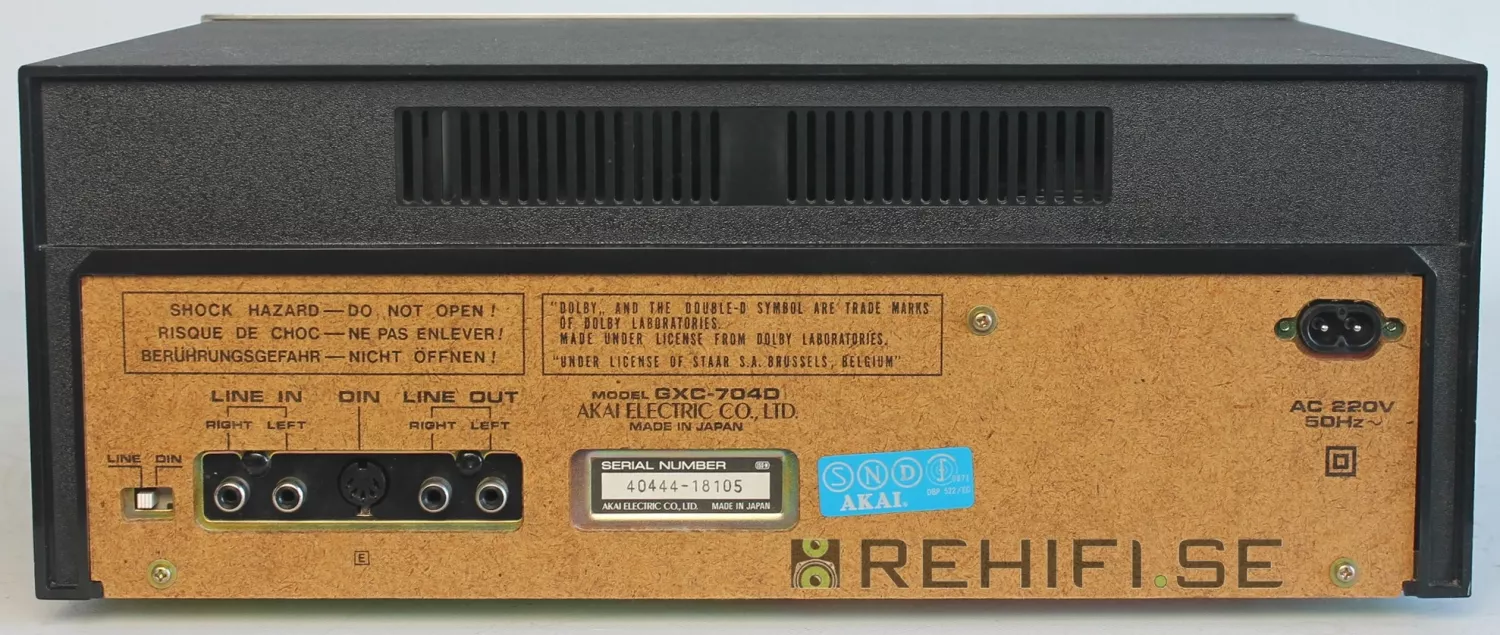 SHOCK HAZARD — DO NOT OPEN !
RISQUE DE CHOC — NE PAS ENLEVER !
BERÜHRUNGSGEFAHR — NICHT ÖFFNEN !
"DOLBY„ AND THE DOUBLE-D SYMBOL ARE TRADE MARKS
OF DOLBY LABORATORIES.
MADE UNDER LICENSE FROM DOLBY LABORATORIES.
"UNDER LICENSE OF STAAR S.A. BRUSSELS, BELGIUM"
LINE IN DIN LINE OUT
RIGHT LEFT RIGHT LEFT
LINE DIN
MODEL GXC-704D
AKAI ELECTRIC CO., LTD.
MADE IN JAPAN
SERIAL NUMBER
40444-18105
AKAI ELECTRIC CO., LTD. MADE IN JAPAN
S N D
AKAI.
AC 220V
50Hz ~
E
REHIFI.SE